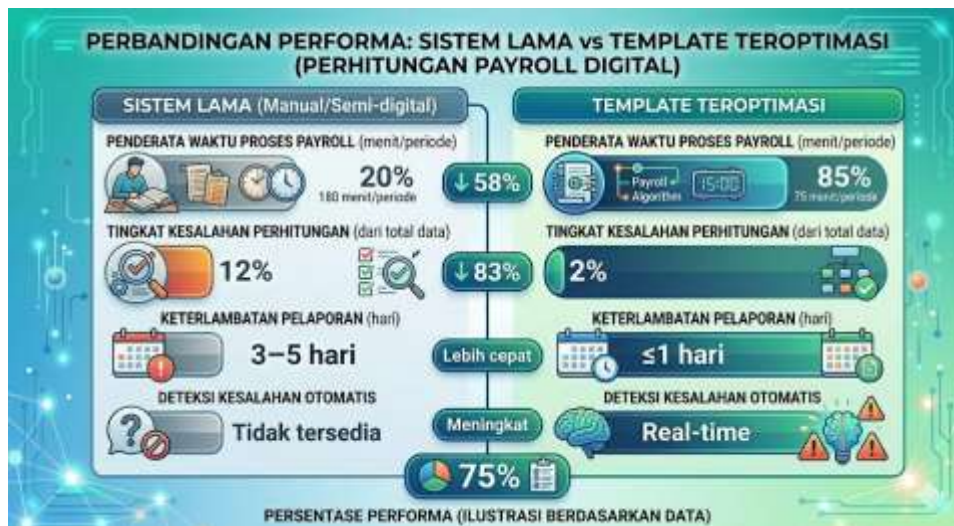 PERBANDINGAN PERFORMA: SISTEM LAMA vs TEMPLATE TEROPTIMASI
(PERHITUNGAN PAYROLL DIGITAL)
SISTEM LAMA (Manual/Semi-digital)
TEMPLATE TEROPTIMASI
PENDERATA WAKTU PROSES PAYROLL (menit/periode)
20%
180 menit/periode
↓ 58%
PENDERATA WAKTU PROSES PAYROLL (menit/periode)
Payroll
Algorithm
15:00
85%
75 menit/periode
TINGKAT KESALAHAN PERHITUNGAN (dari total data)
12%
↓ 83%
TINGKAT KESALAHAN PERHITUNGAN (dari total data)
2%
KETERLAMBATAN PELAPORAN (hari)
3–5 hari
Lebih cepat
KETERLAMBATAN PELAPORAN (hari)
≤1 hari
DETEKSI KESALAHAN OTOMATIS
Tidak tersedia
Meningkat
DETEKSI KESALAHAN OTOMATIS
Real-time
75%
PERSENTASE PERFORMA (ILUSTRASI BERDASARKAN DATA)